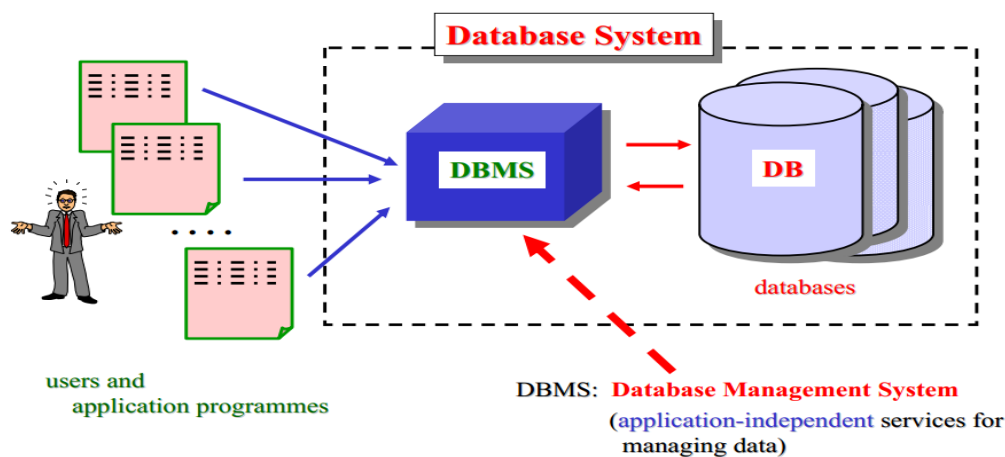 Database System
DBMS
DB
. . . .
databases
users and
application programmes
DBMS: Database Management System
(application-independent services for
managing data)